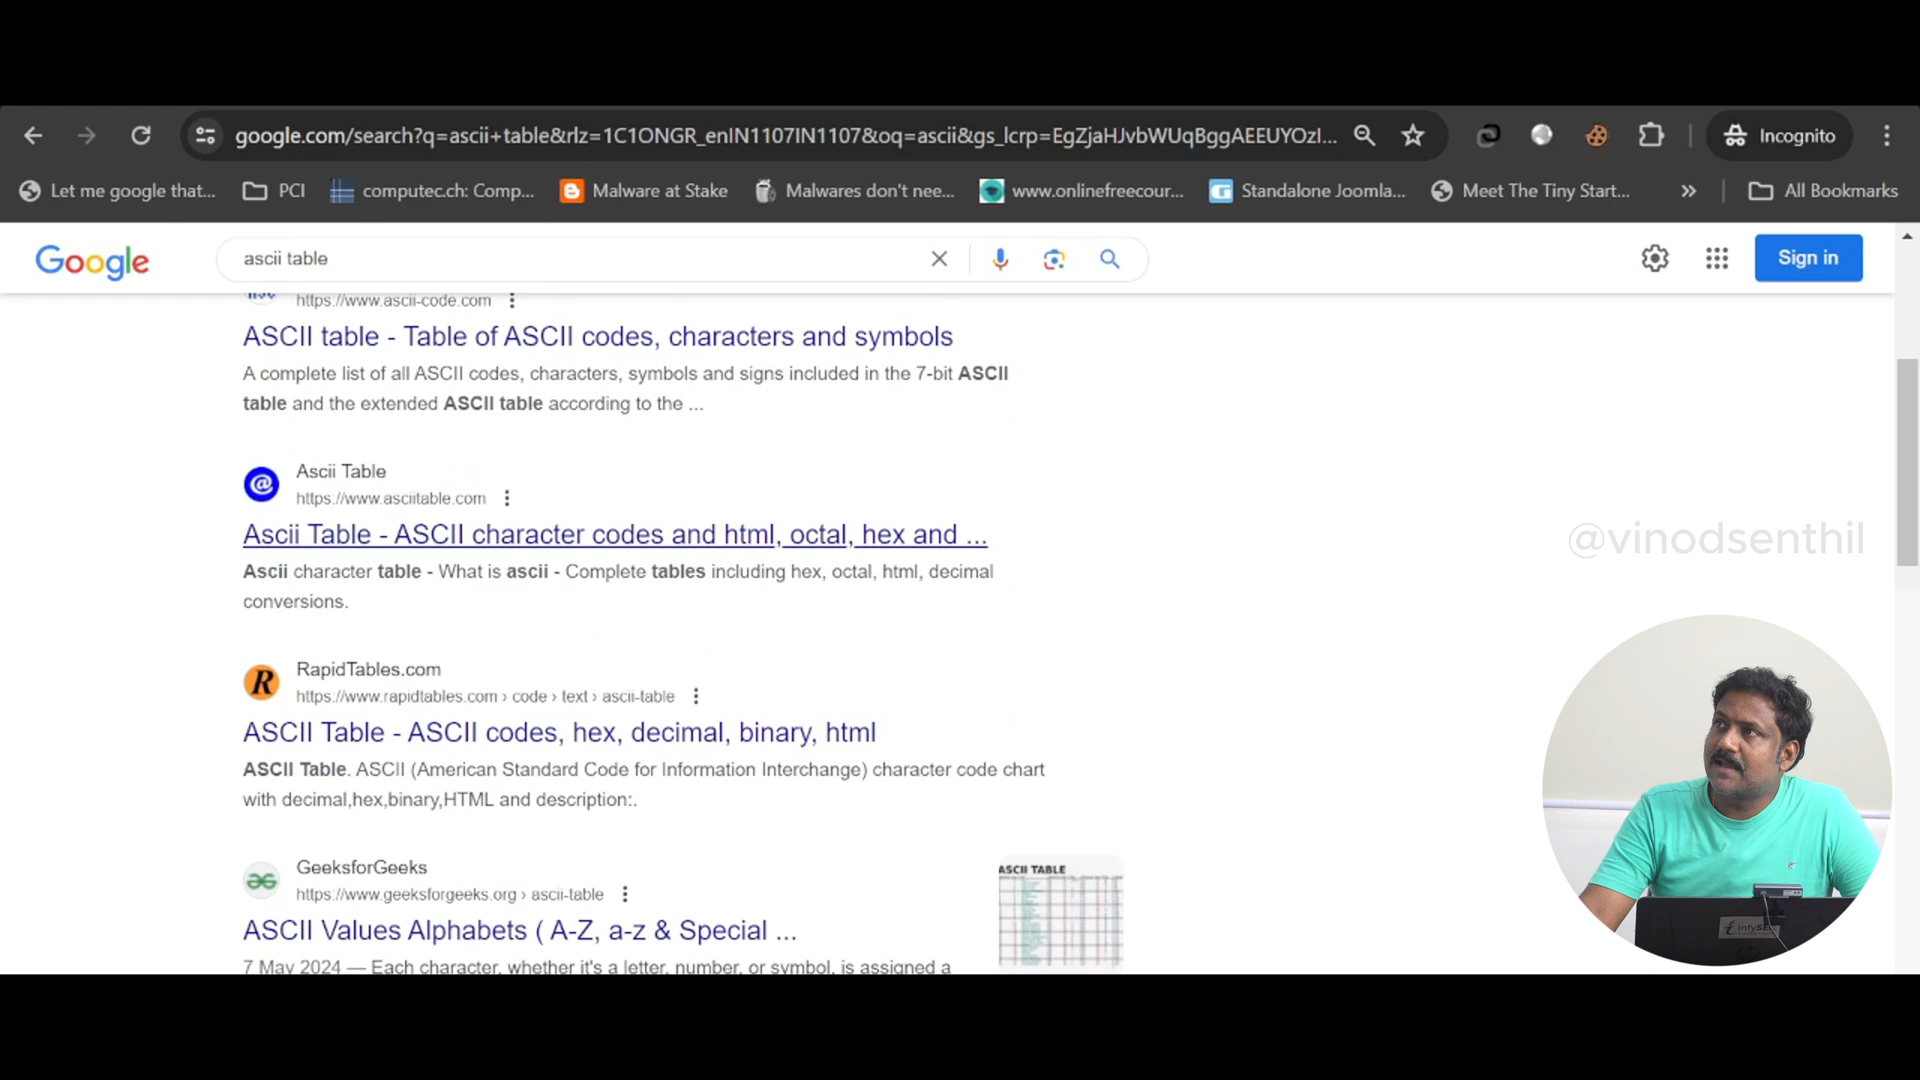 google.com/search?q=ascii+table&rlz=1C1ONGR_enIN1107IN1107&oq=ascii&gs_lcrp=EgZjaHJvbWUqBggAEEUYOzI...
Incognito
Let me google that...
PCI
computec.ch: Comp...
Malware at Stake
Malwares don't nee...
www.onlinefreecour...
Standalone Joomla...
Meet The Tiny Start...
All Bookmarks
Google
ascii table
Sign in
https://www.ascii-code.com
ASCII table - Table of ASCII codes, characters and symbols
A complete list of all ASCII codes, characters, symbols and signs included in the 7-bit ASCII
table and the extended ASCII table according to the ...
Ascii Table
https://www.asciitable.com
Ascii Table - ASCII character codes and html, octal, hex and ...
Ascii character table - What is ascii - Complete tables including hex, octal, html, decimal
conversions.
@vinodsenthil
RapidTables.com
https://www.rapidtables.com › code › text › ascii-table
ASCII Table - ASCII codes, hex, decimal, binary, html
ASCII Table. ASCII (American Standard Code for Information Interchange) character code chart
with decimal,hex,binary,HTML and description:.
GeeksforGeeks
https://www.geeksforgeeks.org › ascii-table
ASCII Values Alphabets ( A-Z, a-z & Special ...
7 May 2024 — Each character, whether it's a letter, number, or symbol, is assigned a
ASCII TABLE
infySEC